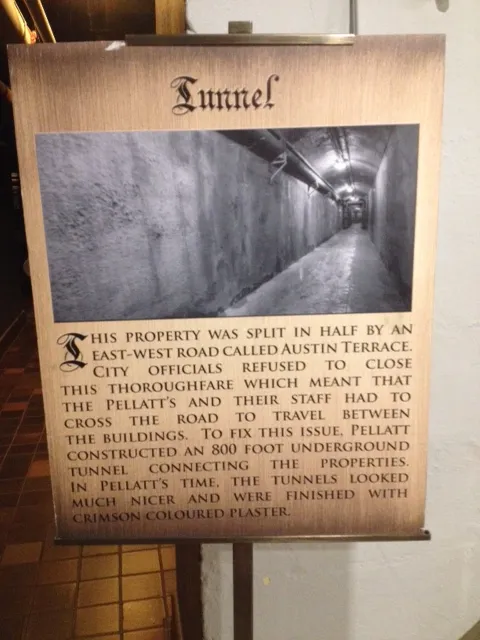 Tunnel
This property was split in half by an
east-west road called Austin Terrace.
City officials refused to close
this thoroughfare which meant that
the Pellatt's and their staff had to
cross the road to travel between
the buildings. To fix this issue, Pellatt
constructed an 800 foot underground
tunnel connecting the properties.
In Pellatt's time, the tunnels looked
much nicer and were finished with
crimson coloured plaster.